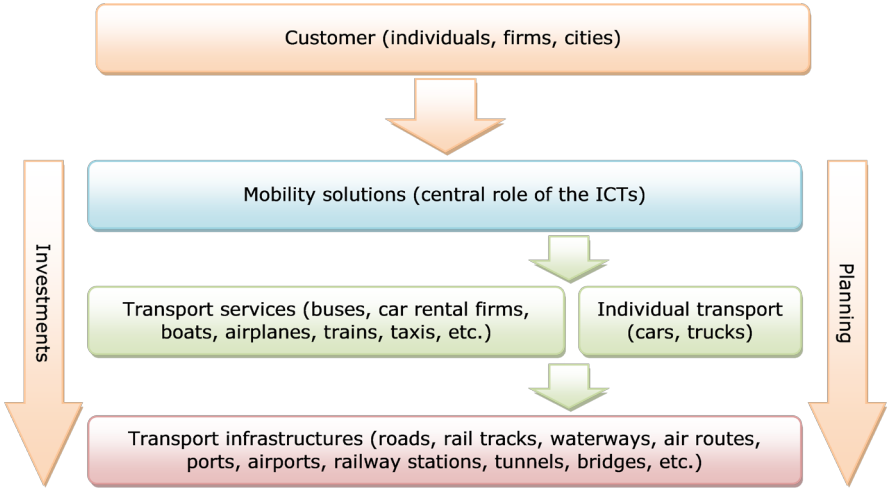 Customer (individuals, firms, cities)
Mobility solutions (central role of the ICTs)
Investments
Planning
Transport services (buses, car rental firms,
boats, airplanes, trains, taxis, etc.)
Individual transport
(cars, trucks)
Transport infrastructures (roads, rail tracks, waterways, air routes,
ports, airports, railway stations, tunnels, bridges, etc.)